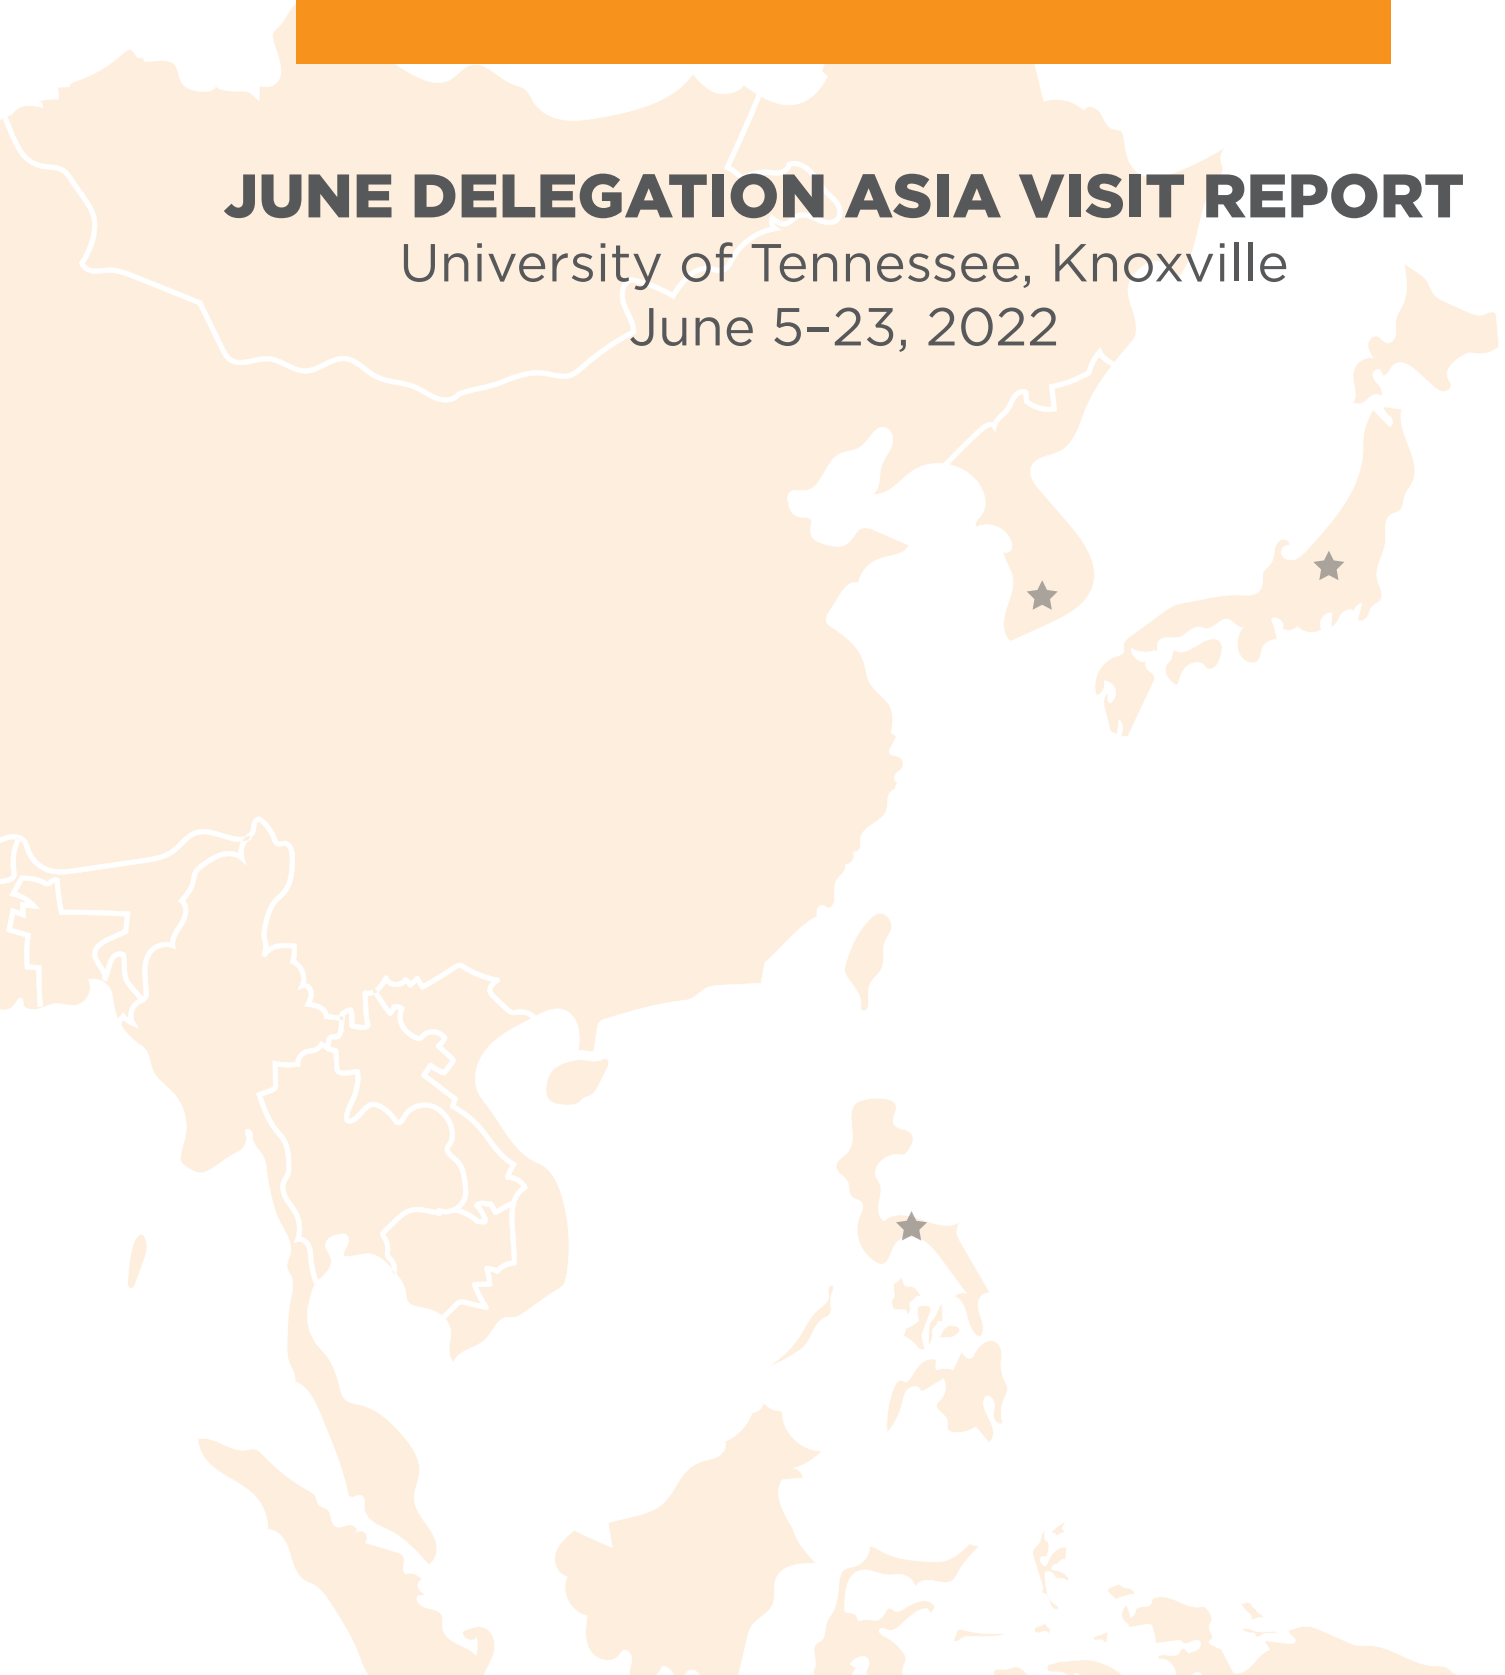 JUNE DELEGATION ASIA VISIT REPORT
University of Tennessee, Knoxville
June 5–23, 2022